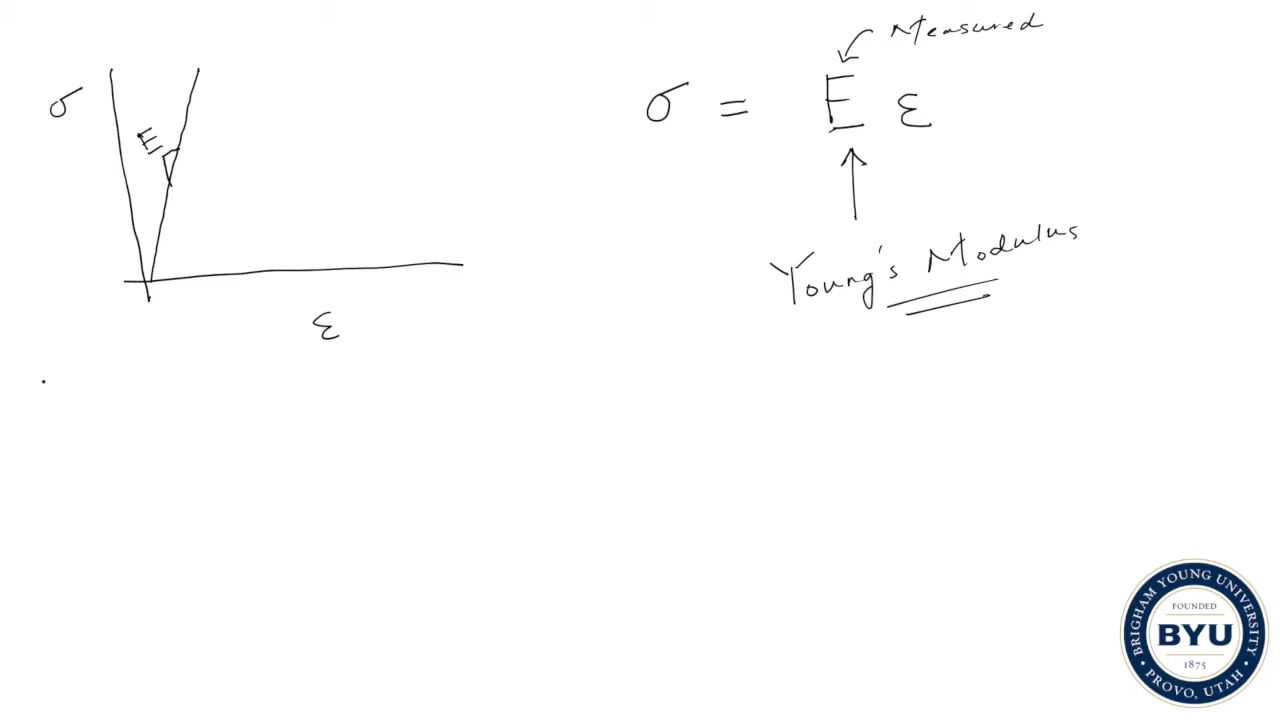 σ
E
ε
Measured
σ = E ε
Young's Modulus
BRIGHAM YOUNG UNIVERSITY
FOUNDED
BYU
1875
PROVO, UTAH